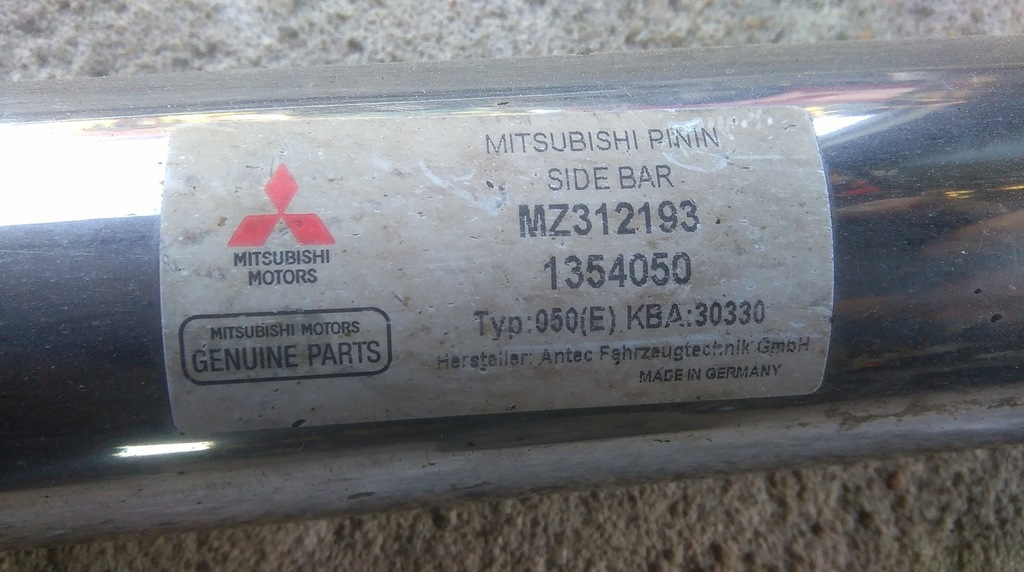 MITSUBISHI
MOTORS
MITSUBISHI MOTORS
GENUINE PARTS
MITSUBISHI PININ
SIDE BAR
MZ312193
1354050
Typ:050(E) KBA:30330
Hersteller: Antec Fahrzeugtechnik GmbH
MADE IN GERMANY